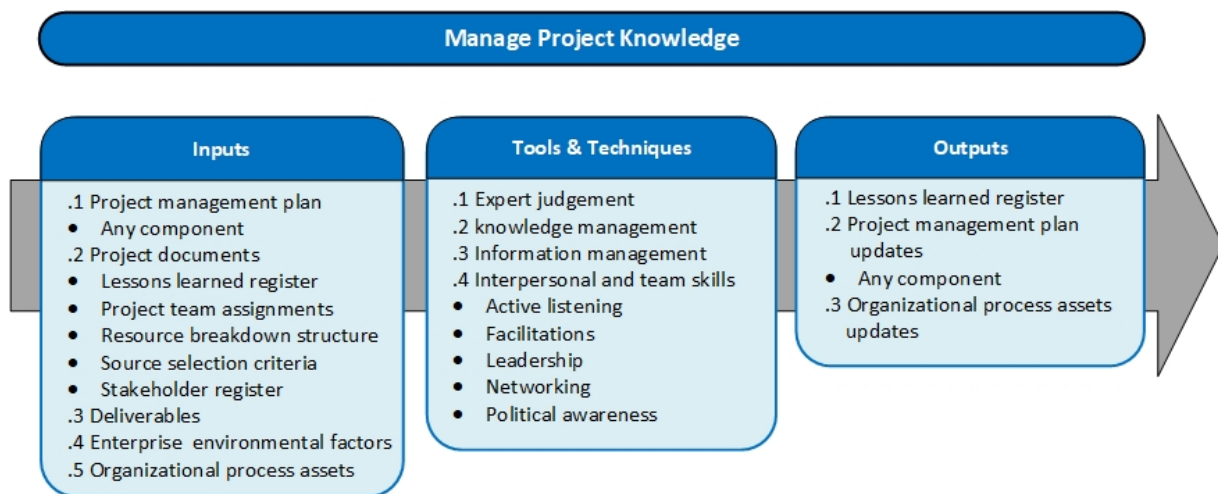 Manage Project Knowledge
Inputs
.1 Project management plan
• Any component
.2 Project documents
• Lessons learned register
• Project team assignments
• Resource breakdown structure
• Source selection criteria
• Stakeholder register
.3 Deliverables
.4 Enterprise environmental factors
.5 Organizational process assets
Tools & Techniques
.1 Expert judgement
.2 knowledge management
.3 Information management
.4 Interpersonal and team skills
• Active listening
• Facilitations
• Leadership
• Networking
• Political awareness
Outputs
.1 Lessons learned register
.2 Project management plan
updates
• Any component
.3 Organizational process assets
updates